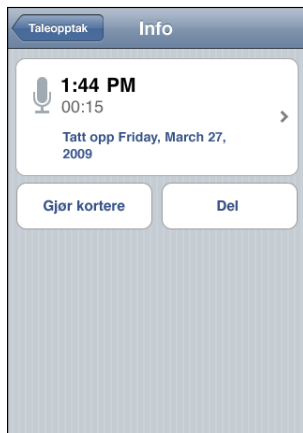 Taleopptak
Info
1:44 PM
00:15
Tatt opp Friday, March 27,
2009
Gjør kortere
Del